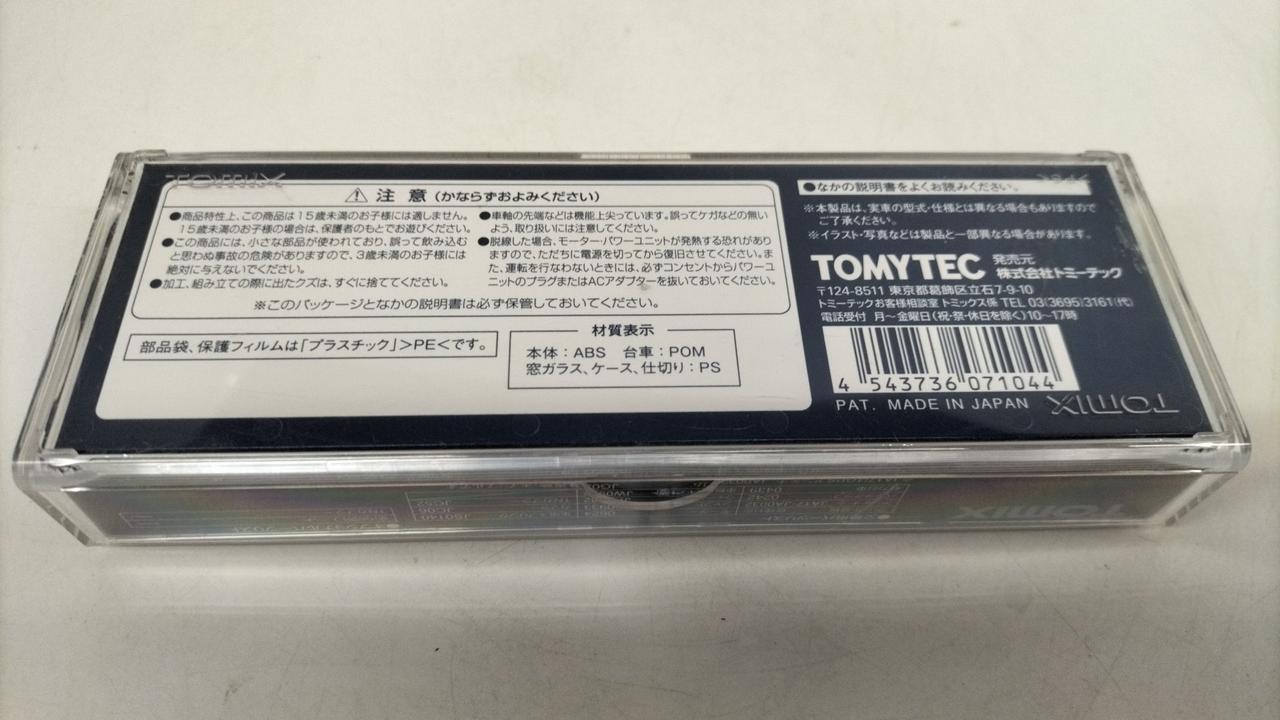 TOMIX
⚠ 注意(かならずおよみください)
●商品特性上、この商品は15歳未満のお子様には適しません。
15歳未満のお子様の場合は、保護者のもとでお遊びください。
●この商品には、小さな部品が使われており、誤って飲み込む
と思わぬ事故の危険がありますので、3歳未満のお子様には
絶対に与えないでください。
●加工、組み立ての際に出たクズは、すぐに捨ててください。
●車軸の先端などは機能上尖っています。誤ってケガなどの無い
よう、取り扱いには注意してください。
●脱線した場合、モーター・パワーユニットが発熱する恐れがあり
ますので、ただちに電源を切ってから復旧させてください。ま
た、運転を行なわないときには、必ずコンセントからパワーユ
ニットのプラグまたはACアダプターを抜いておいてください。
※このパッケージとなかの説明書は必ず保管しておいてください。
部品袋、保護フィルムは「プラスチック」>PE<です。
材質表示
本体:ABS 台車:POM
窓ガラス、ケース、仕切り:PS
●なかの説明書をよくお読みください。
※本製品は、実車の型式・仕様とは異なる場合もありますので
ご了承ください。
※イラスト・写真などは製品と一部異なる場合があります。
TOMYTEC 発売元 株式会社トミーテック
〒124-8511 東京都葛飾区立石7-9-10
トミーテックお客様相談室 トミックス係 TEL 03(3695)3161(代)
電話受付 月~金曜日(祝・祭・休日を除く)10~17時
4 543736 071044
PAT. MADE IN JAPAN
TOMIX
TOMIX